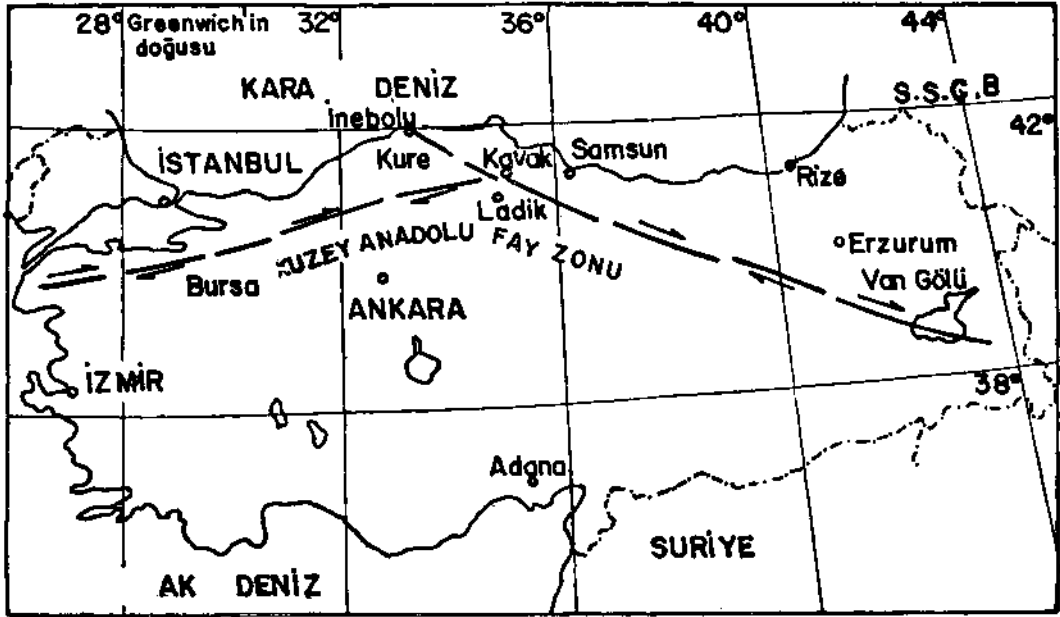 28° Greenwich'in 32° 36° 40° 44°
doğusu
KARA DENİZ
S.S.Ç.B
42°
İnebolu
İSTANBUL
Kure
Kavak
Samsun
Rize
Ladik
KUZEY ANADOLU FAY ZONU
Erzurum
Bursa
Van Gölü
ANKARA
İZMİR
38°
Adana
SURİYE
AK DENİZ